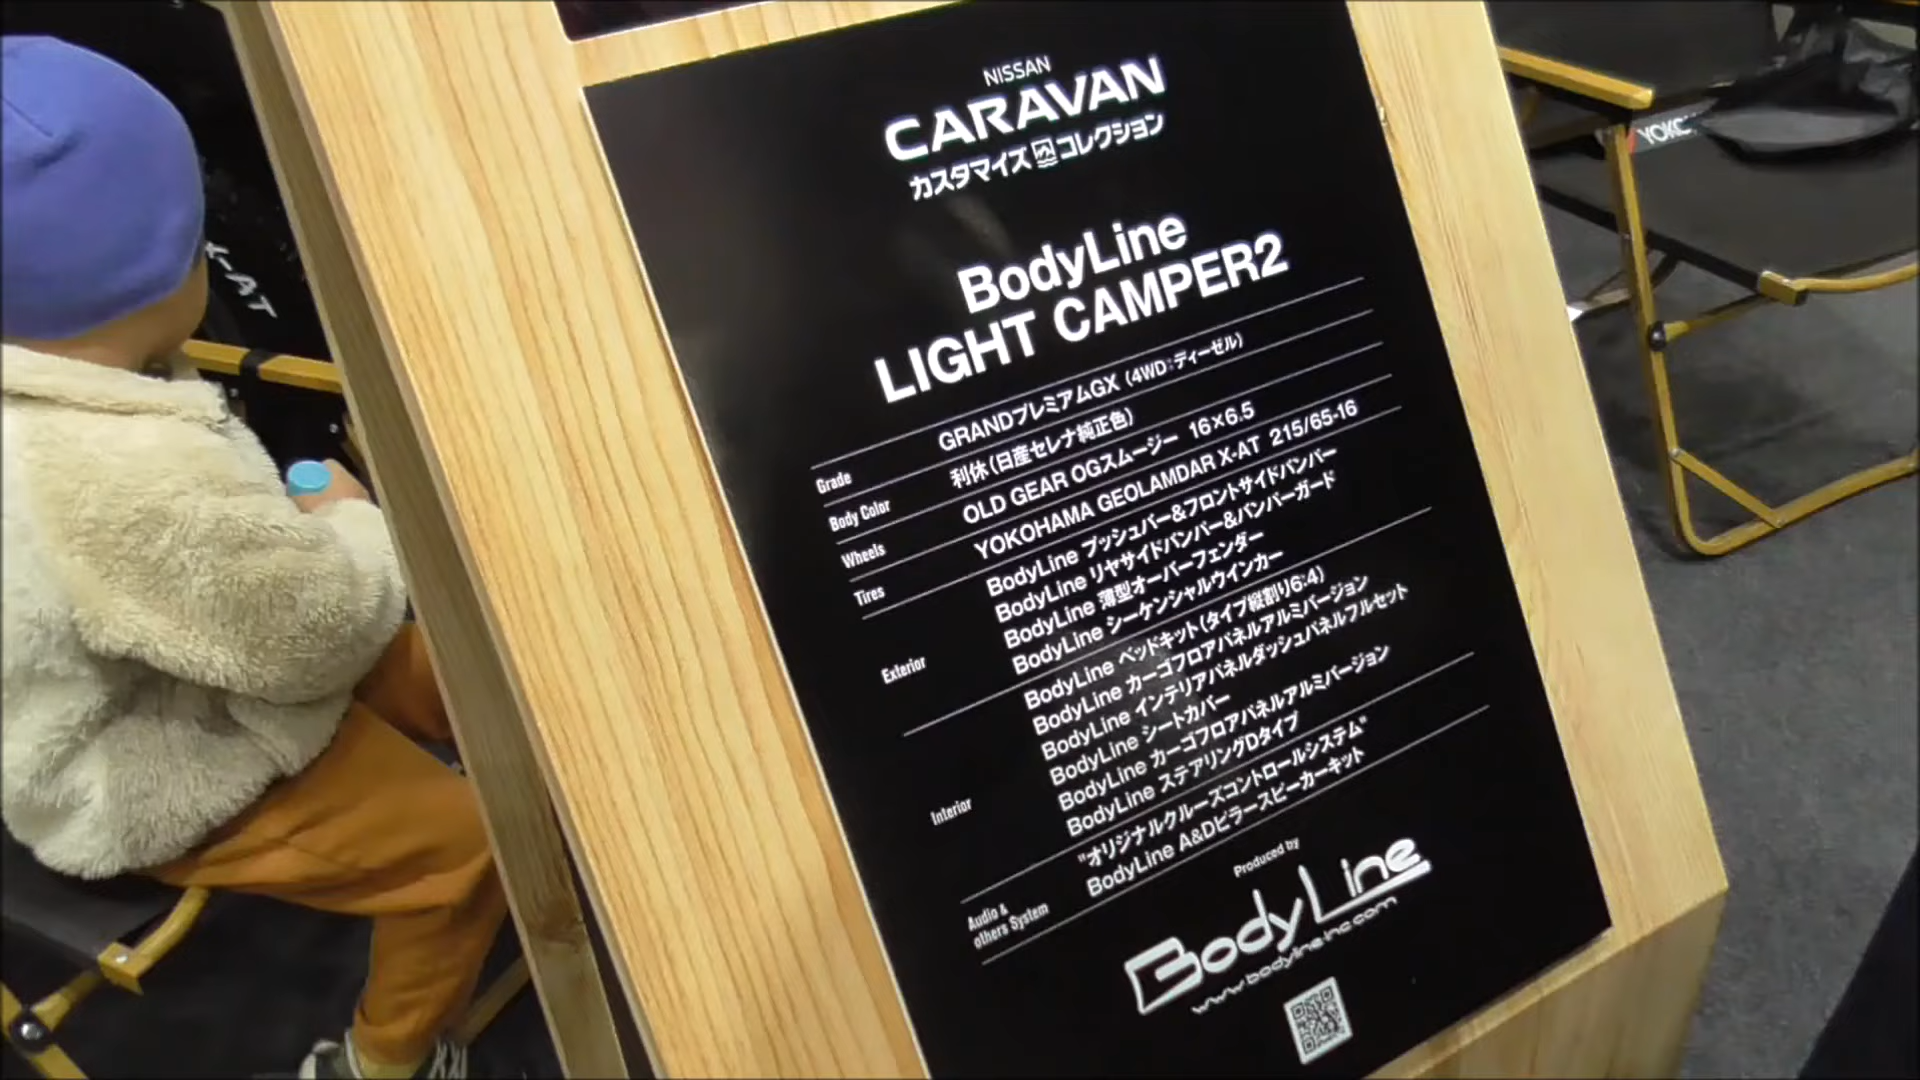 NISSAN
CARAVAN
カスタマイズコレクション
BodyLine
LIGHT CAMPER2
Grade GRANDプレミアムGX（4WD:ディーゼル）
Body Color 利休（日産セレナ純正色）
Wheels OLD GEAR OGスムージー 16×6.5
Tires YOKOHAMA GEOLAMDAR X-AT 215/65-16
Exterior
BodyLine プッシュバー&フロントサイドバンパー
BodyLine リヤサイドバンパー&バンパーガード
BodyLine 薄型オーバーフェンダー
BodyLine シーケンシャルウインカー
Interior
BodyLine ベッドキット（タイプ縦割り6:4）
BodyLine カーゴフロアパネルアルミバージョン
BodyLine インテリアパネルダッシュパネルフルセット
BodyLine シートカバー
BodyLine カーゴフロアパネルアルミバージョン
BodyLine ステアリングDタイプ
Audio &
others System
"オリジナルクルーズコントロールシステム"
BodyLine A&Dピラースピーカーキット
Produced by
BodyLine
www.bodyline-inc.com
X-AT